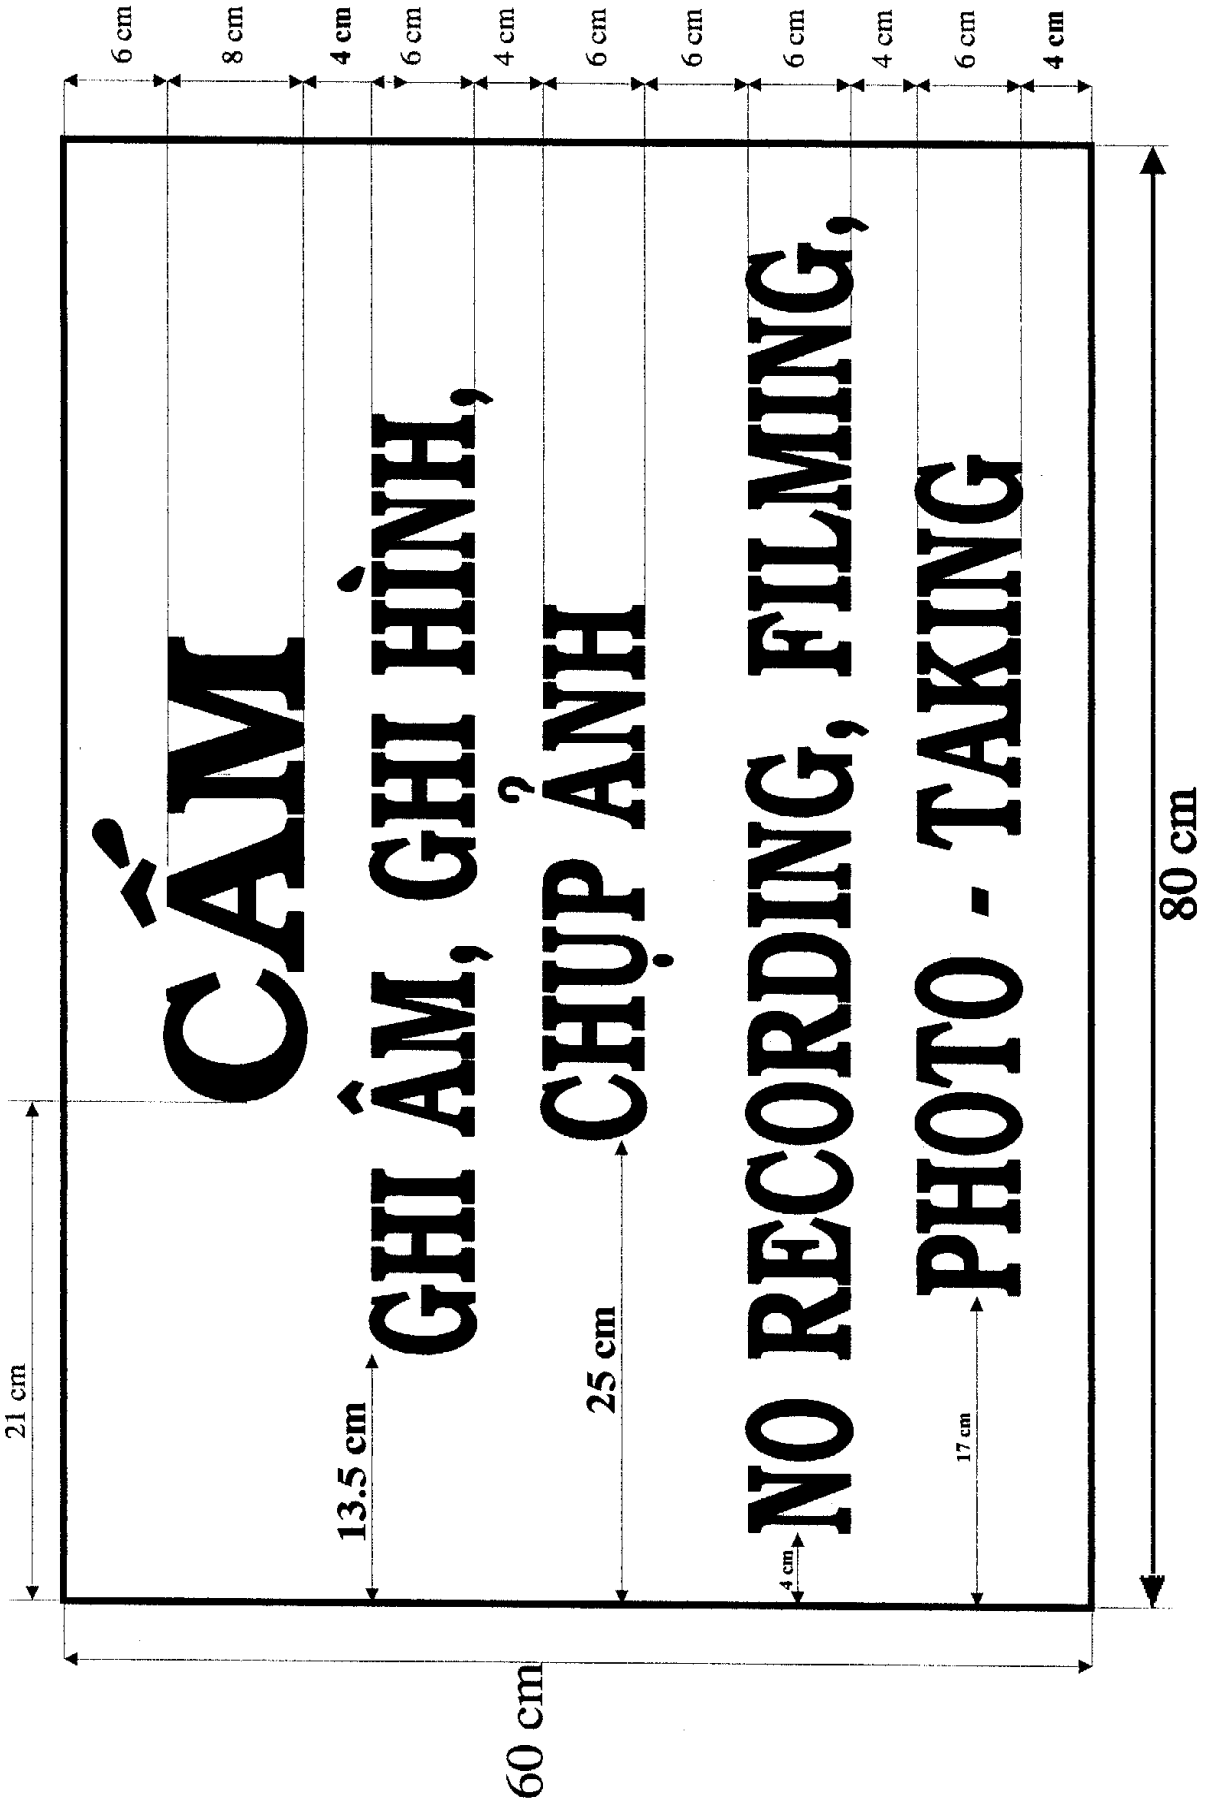 21 cm
CẤM
13.5 cm
GHI ÂM, GHI HÌNH,
25 cm
CHỤP ẢNH
4 cm
NO RECORDING, FILMING,
17 cm
PHOTO - TAKING
80 cm
60 cm
6 cm
8 cm
4 cm
6 cm
4 cm
6 cm
6 cm
6 cm
4 cm
6 cm
4 cm